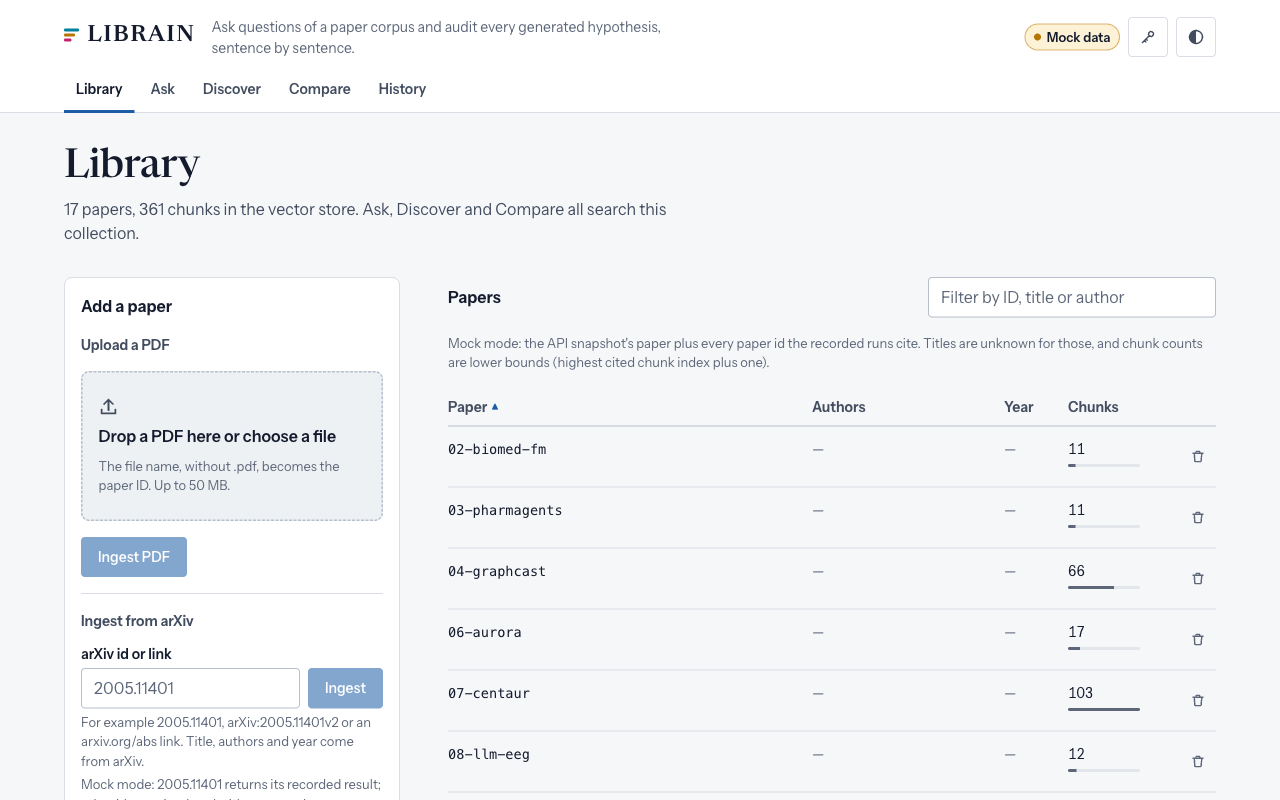 LIBRAIN
Ask questions of a paper corpus and audit every generated hypothesis,
sentence by sentence.
Mock data
Library
Ask
Discover
Compare
History
Library
17 papers, 361 chunks in the vector store. Ask, Discover and Compare all search this
collection.
Add a paper
Upload a PDF
Drop a PDF here or choose a file
The file name, without .pdf, becomes the
paper ID. Up to 50 MB.
Ingest PDF
Ingest from arXiv
arXiv id or link
2005.11401
Ingest
For example 2005.11401, arXiv:2005.11401v2 or an
arxiv.org/abs link. Title, authors and year come
from arXiv.
Mock mode: 2005.11401 returns its recorded result;
Papers
Filter by ID, title or author
Mock mode: the API snapshot's paper plus every paper id the recorded runs cite. Titles are unknown for those, and chunk counts
are lower bounds (highest cited chunk index plus one).
Paper ▲ Authors Year Chunks
02-biomed-fm — — 11
03-pharmagents — — 11
04-graphcast — — 66
06-aurora — — 17
07-centaur — — 103
08-llm-eeg — — 12